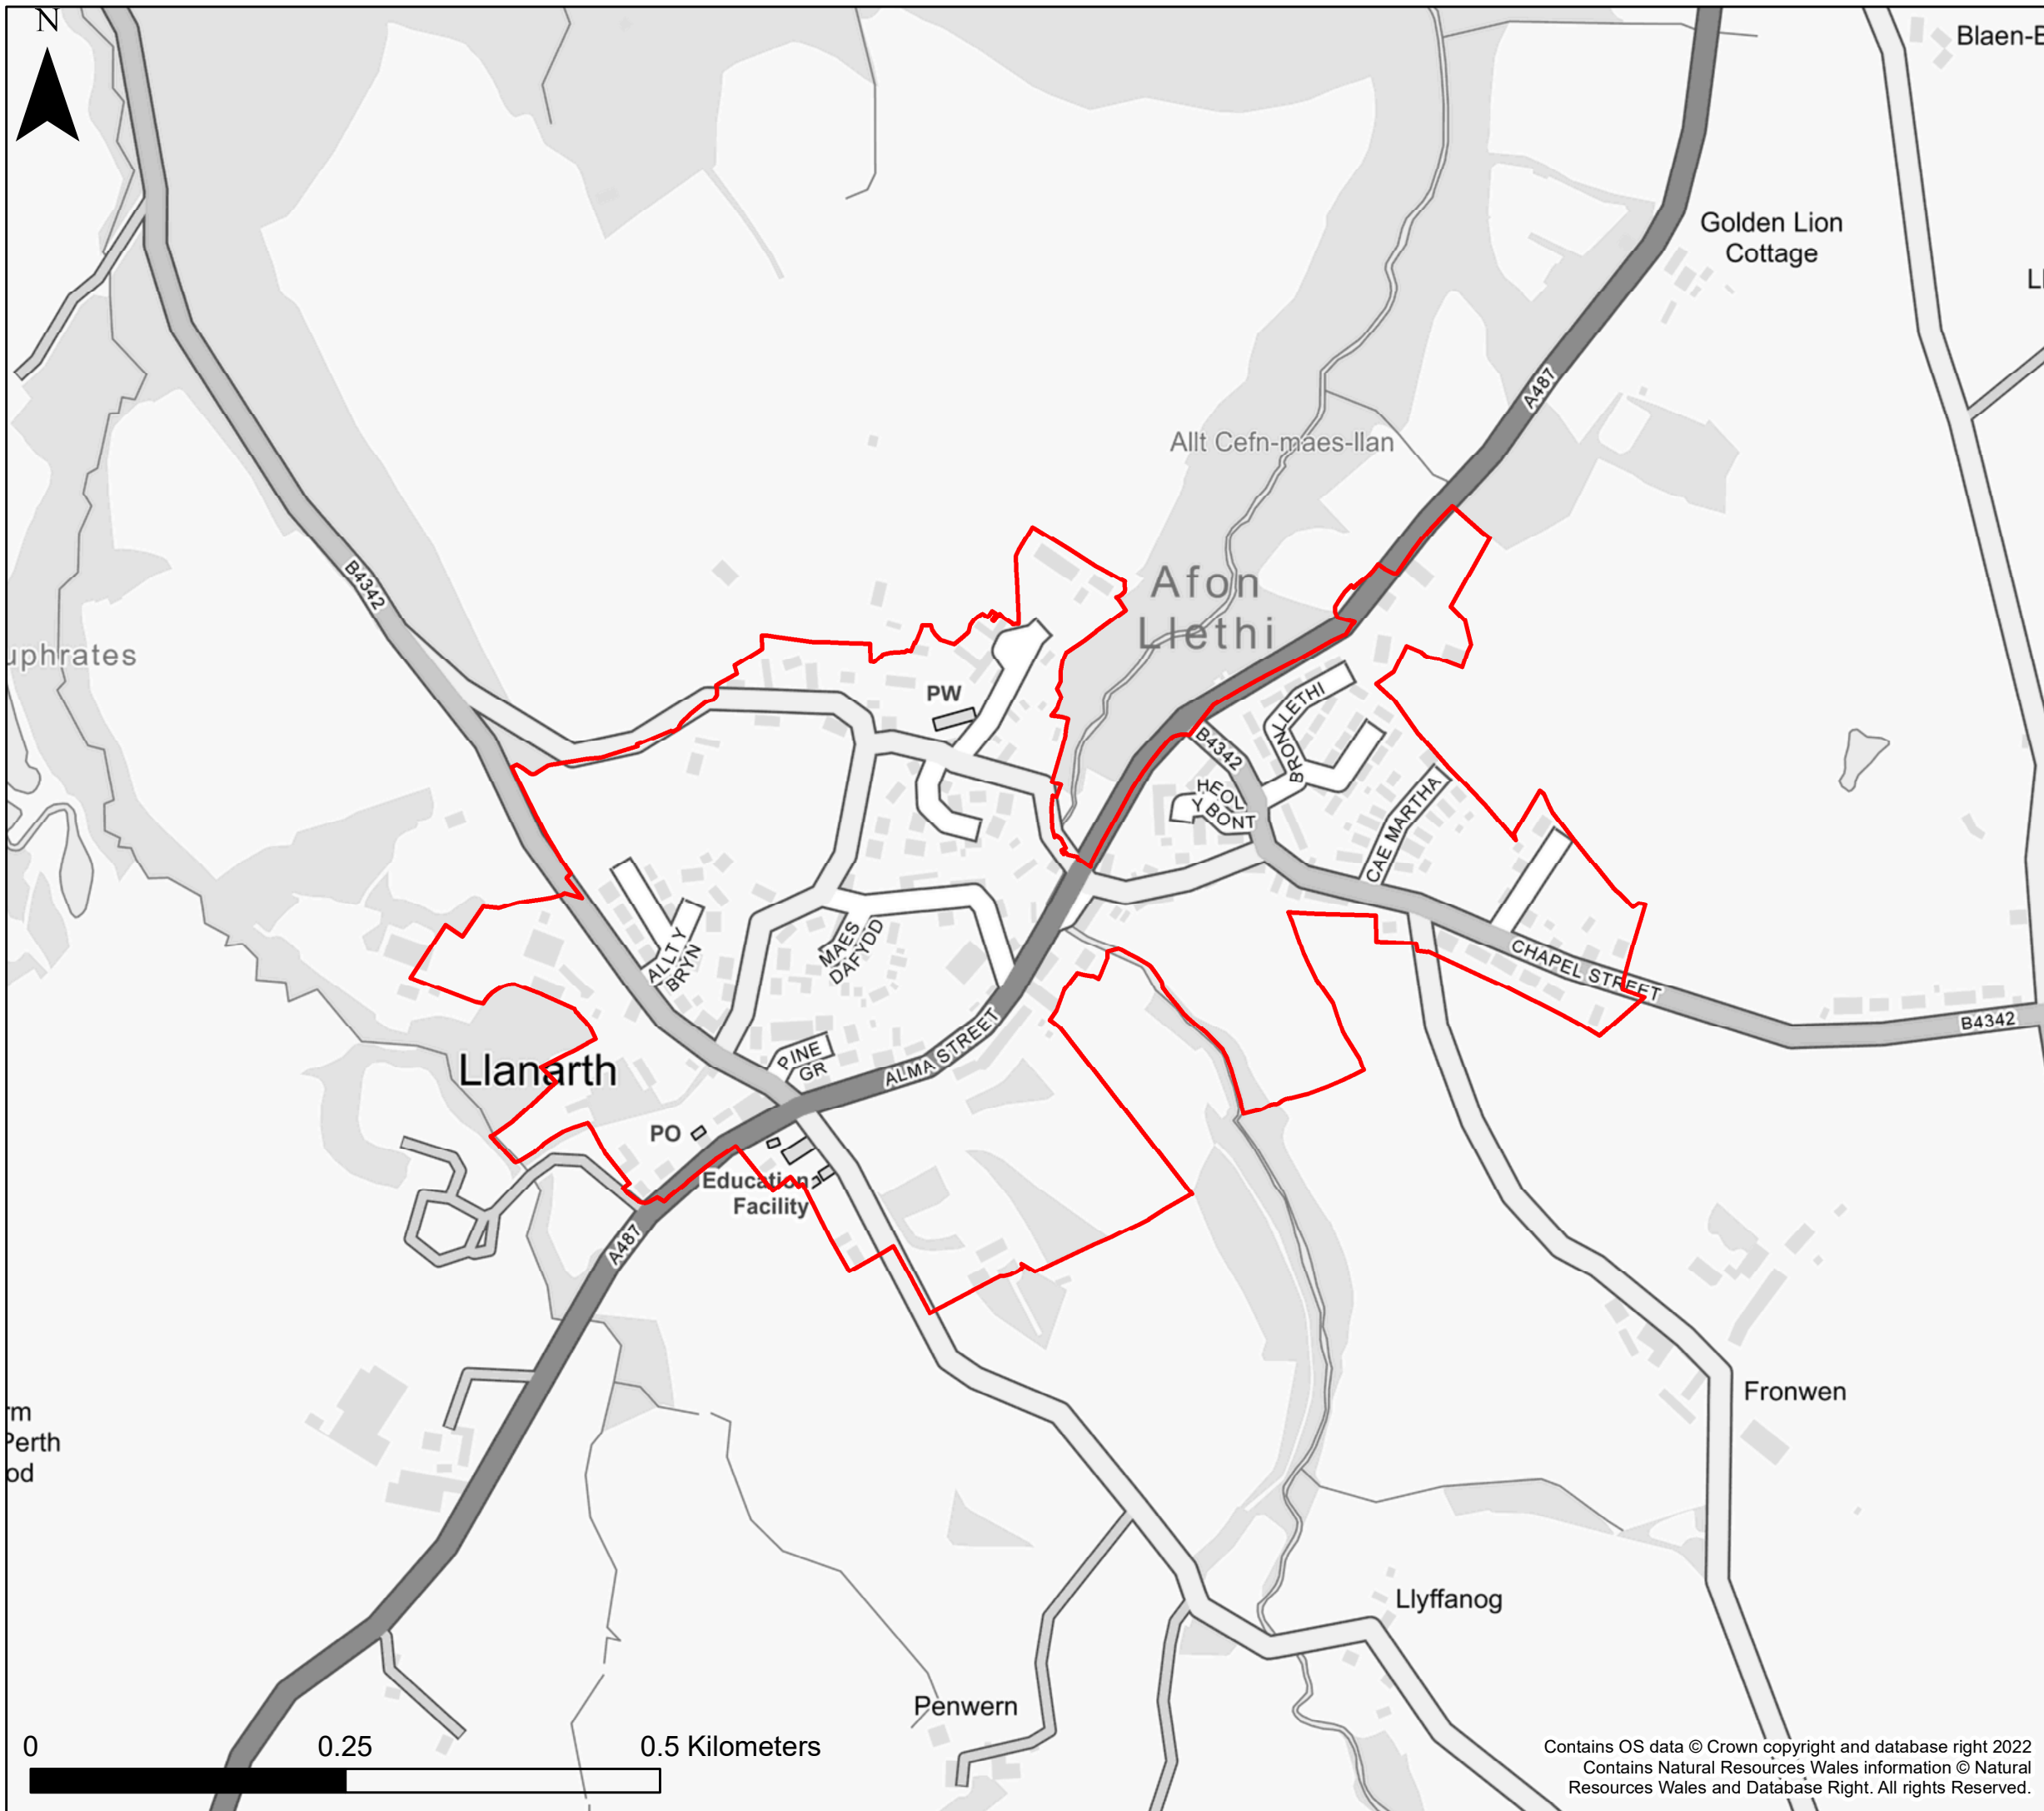 N
Blaen-B
Golden Lion
Cottage
Ll
A487
Allt Cefn-maes-llan
B4342
Afon
Llethi
uphrates
PW
BRONLLETHI
B4342
HEOL
Y BONT
CAE MARTHA
ALLT Y
BRYN
MAES
DAFYDD
CHAPEL STREET
B4342
Llanarth
PINE
GR
ALMA STREET
PO
Education
Facility
A487
rm
Perth
od
Fronwen
Llyffanog
Penwern
0 0.25 0.5 Kilometers
Contains OS data © Crown copyright and database right 2022
Contains Natural Resources Wales information © Natural
Resources Wales and Database Right. All rights Reserved.